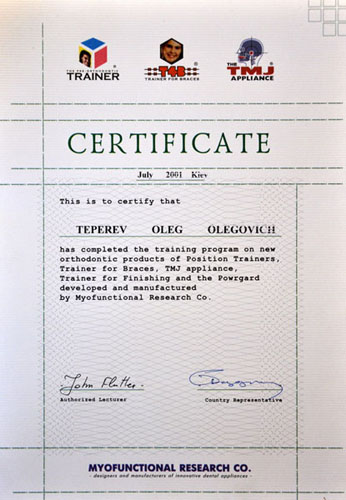 THE PRE-ORTHODONTIC
TRAINER
T4B
TRAINER FOR BRACES
THE
TMJ
APPLIANCE
CERTIFICATE
July 2001 Kiev
This is to certify that
TEPEREV OLEG OLEGOVICH
has completed the training program on new
orthodontic products of Position Trainers,
Trainer for Braces, TMJ appliance,
Trainer for Finishing and the Powrgard
developed and manufactured
by Myofunctional Research Co.
John Flutter
Authorized Lecturer
Country Representative
MYOFUNCTIONAL RESEARCH CO.
- designers and manufacturers of innovative dental appliances -